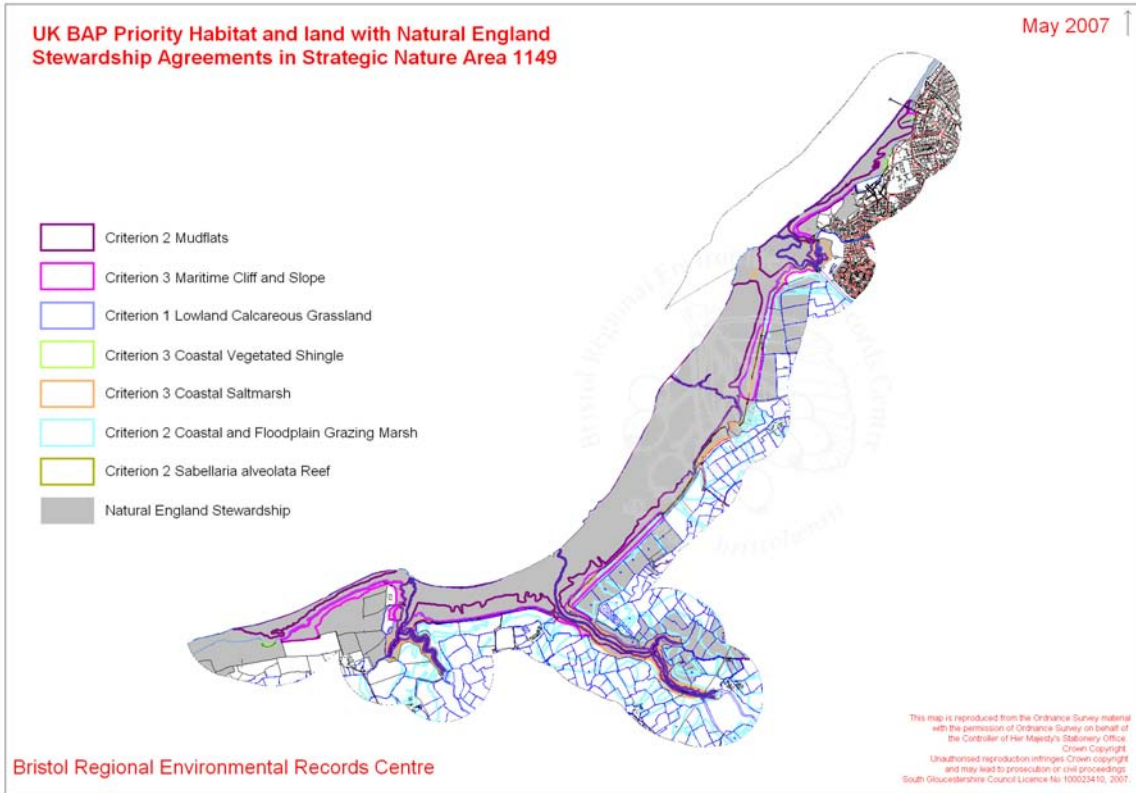 UK BAP Priority Habitat and land with Natural England
Stewardship Agreements in Strategic Nature Area 1149
May 2007
Criterion 2 Mudflats
Criterion 3 Maritime Cliff and Slope
Criterion 1 Lowland Calcareous Grassland
Criterion 3 Coastal Vegetated Shingle
Criterion 3 Coastal Saltmarsh
Criterion 2 Coastal and Floodplain Grazing Marsh
Criterion 2 Sabellaria alveolata Reef
Natural England Stewardship
Bristol Regional Environmental Records Centre
This map is reproduced from the Ordnance Survey material
with the permission of Ordnance Survey on behalf of
the Controller of Her Majesty's Stationery Office.
Crown Copyright.
Unauthorised reproduction infringes Crown copyright
and may lead to prosecution or civil proceedings.
South Gloucestershire Council Licence No 100023410, 2007.